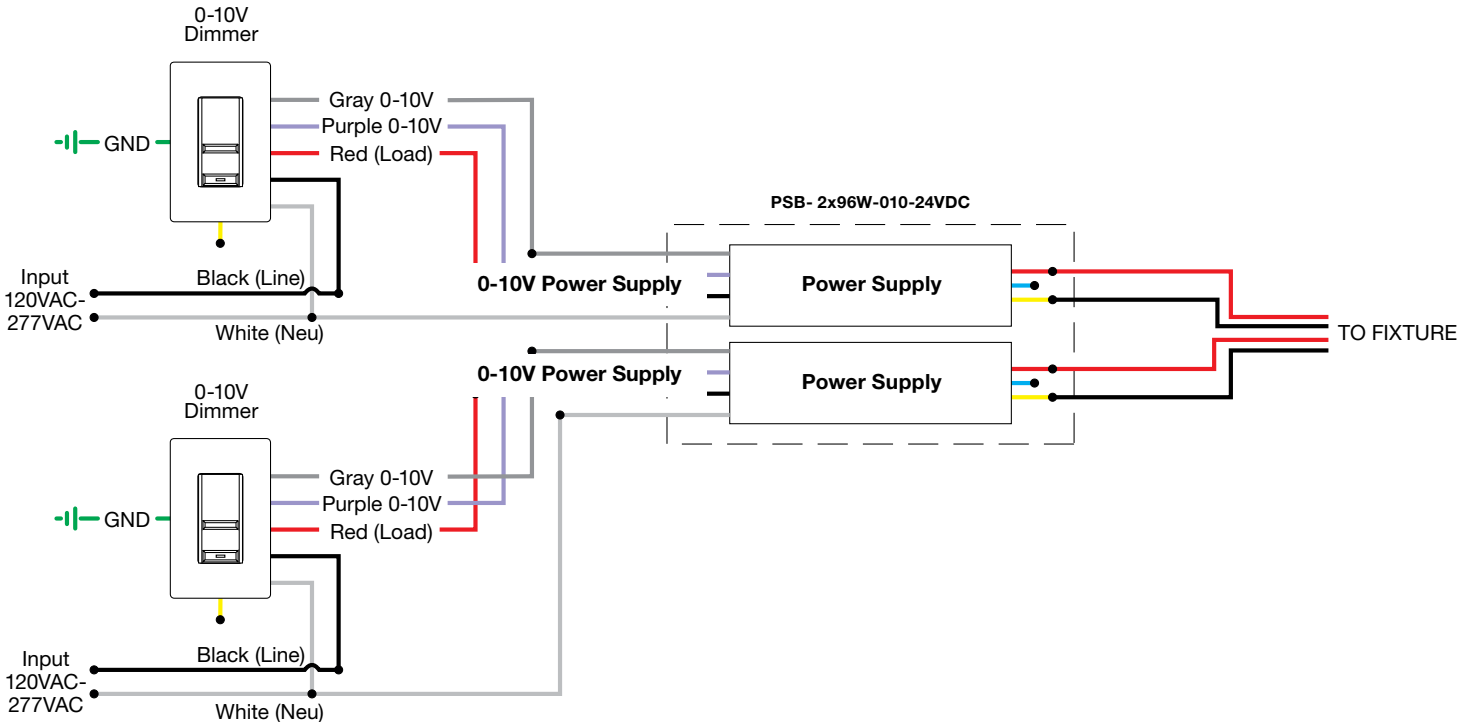 0-10V
Dimmer
Gray 0-10V
Purple 0-10V
Red (Load)
GND
PSB- 2x96W-010-24VDC
Input
120VAC-
277VAC
Black (Line)
White (Neu)
0-10V Power Supply
Power Supply
TO FIXTURE
0-10V Power Supply
Power Supply
0-10V
Dimmer
Gray 0-10V
Purple 0-10V
Red (Load)
GND
Input
120VAC-
277VAC
Black (Line)
White (Neu)